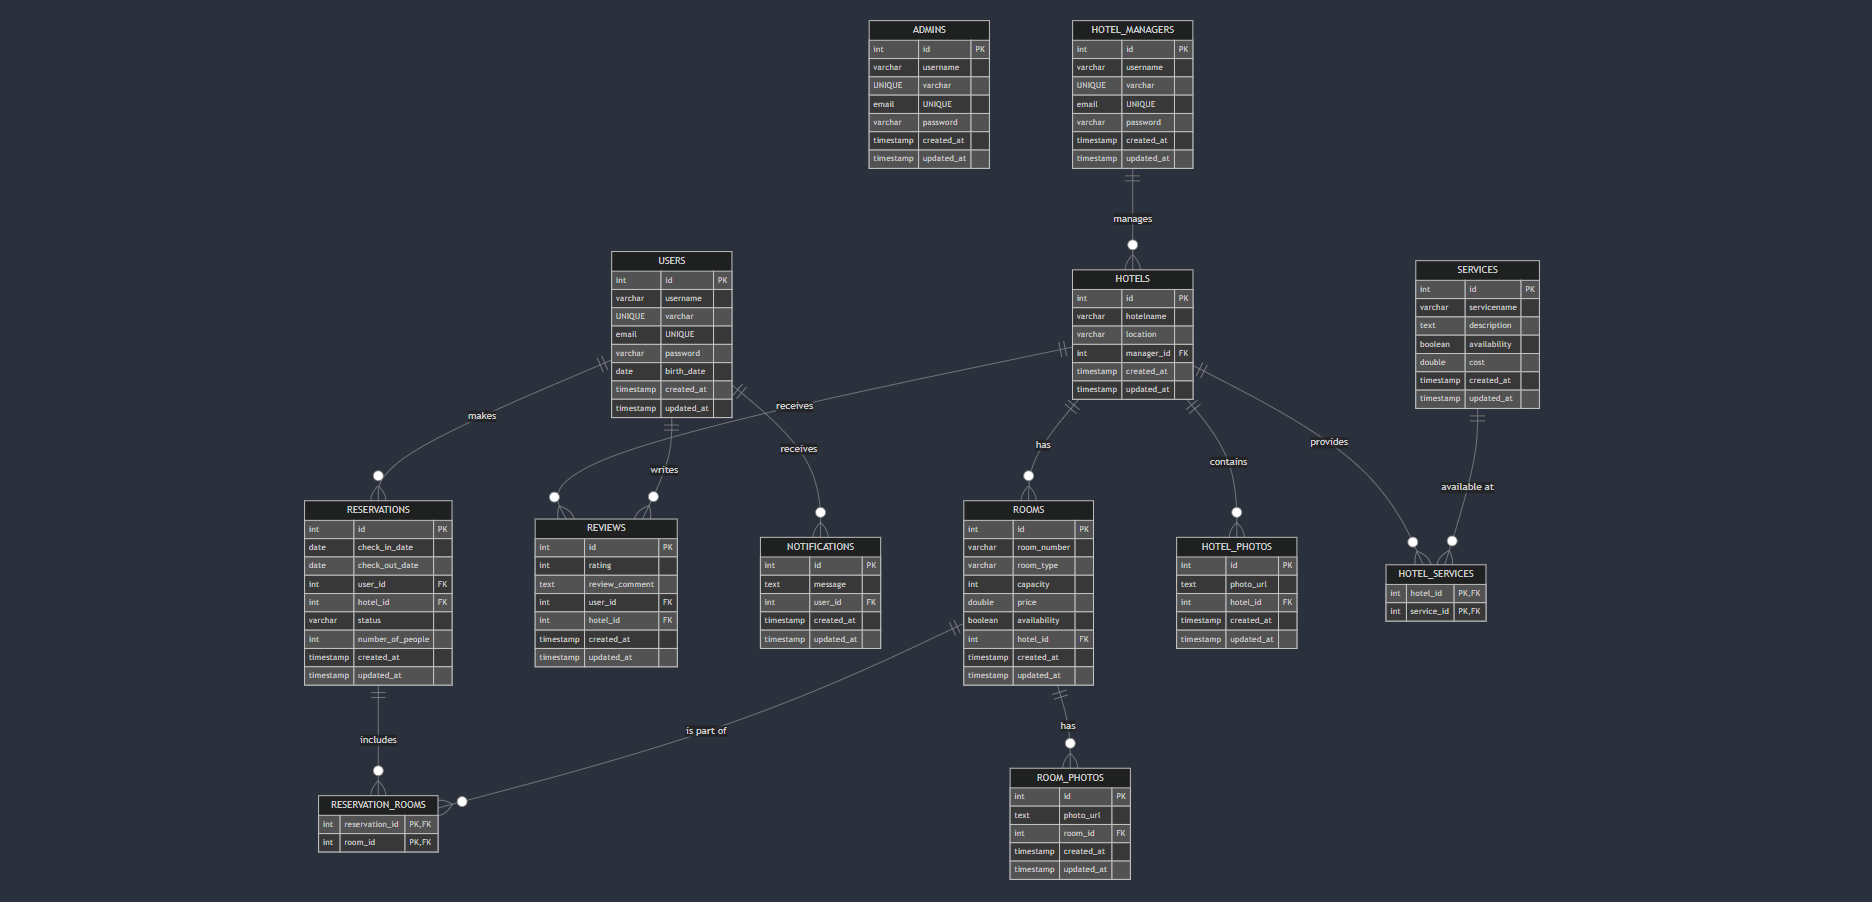 ADMINS
int id PK
varchar username
UNIQUE varchar
email UNIQUE
varchar password
timestamp created_at
timestamp updated_at
HOTEL_MANAGERS
int id PK
varchar username
UNIQUE varchar
email UNIQUE
varchar password
timestamp created_at
timestamp updated_at
manages
USERS
int id PK
varchar username
UNIQUE varchar
email UNIQUE
varchar password
date birth_date
timestamp created_at
timestamp updated_at
HOTELS
int id PK
varchar hotelname
varchar location
int manager_id FK
timestamp created_at
timestamp updated_at
SERVICES
int id PK
varchar servicename
text description
boolean availability
double cost
timestamp created_at
timestamp updated_at
makes
receives
writes
receives
has
contains
provides
available at
RESERVATIONS
int id PK
date check_in_date
date check_out_date
int user_id FK
int hotel_id FK
varchar status
int number_of_people
timestamp created_at
timestamp updated_at
REVIEWS
int id PK
int rating
text review_comment
int user_id FK
int hotel_id FK
timestamp created_at
timestamp updated_at
NOTIFICATIONS
int id PK
text message
int user_id FK
timestamp created_at
timestamp updated_at
ROOMS
int id PK
varchar room_number
varchar room_type
int capacity
double price
boolean availability
int hotel_id FK
timestamp created_at
timestamp updated_at
HOTEL_PHOTOS
int id PK
text photo_url
int hotel_id FK
timestamp created_at
timestamp updated_at
HOTEL_SERVICES
int hotel_id PK,FK
int service_id PK,FK
includes
is part of
has
RESERVATION_ROOMS
int reservation_id PK,FK
int room_id PK,FK
ROOM_PHOTOS
int id PK
text photo_url
int room_id FK
timestamp created_at
timestamp updated_at